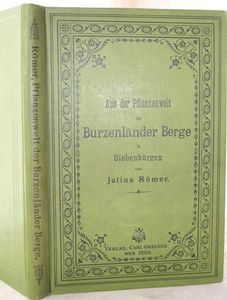 Römer, Pflanzenwelt der Burzenländer Berge.
Aus der Pflanzenwelt
der
Burzenländer Berge
in
Siebenbürgen
von
Julius Römer.
VERLAG CARL GRAESER
WIEN 1898.